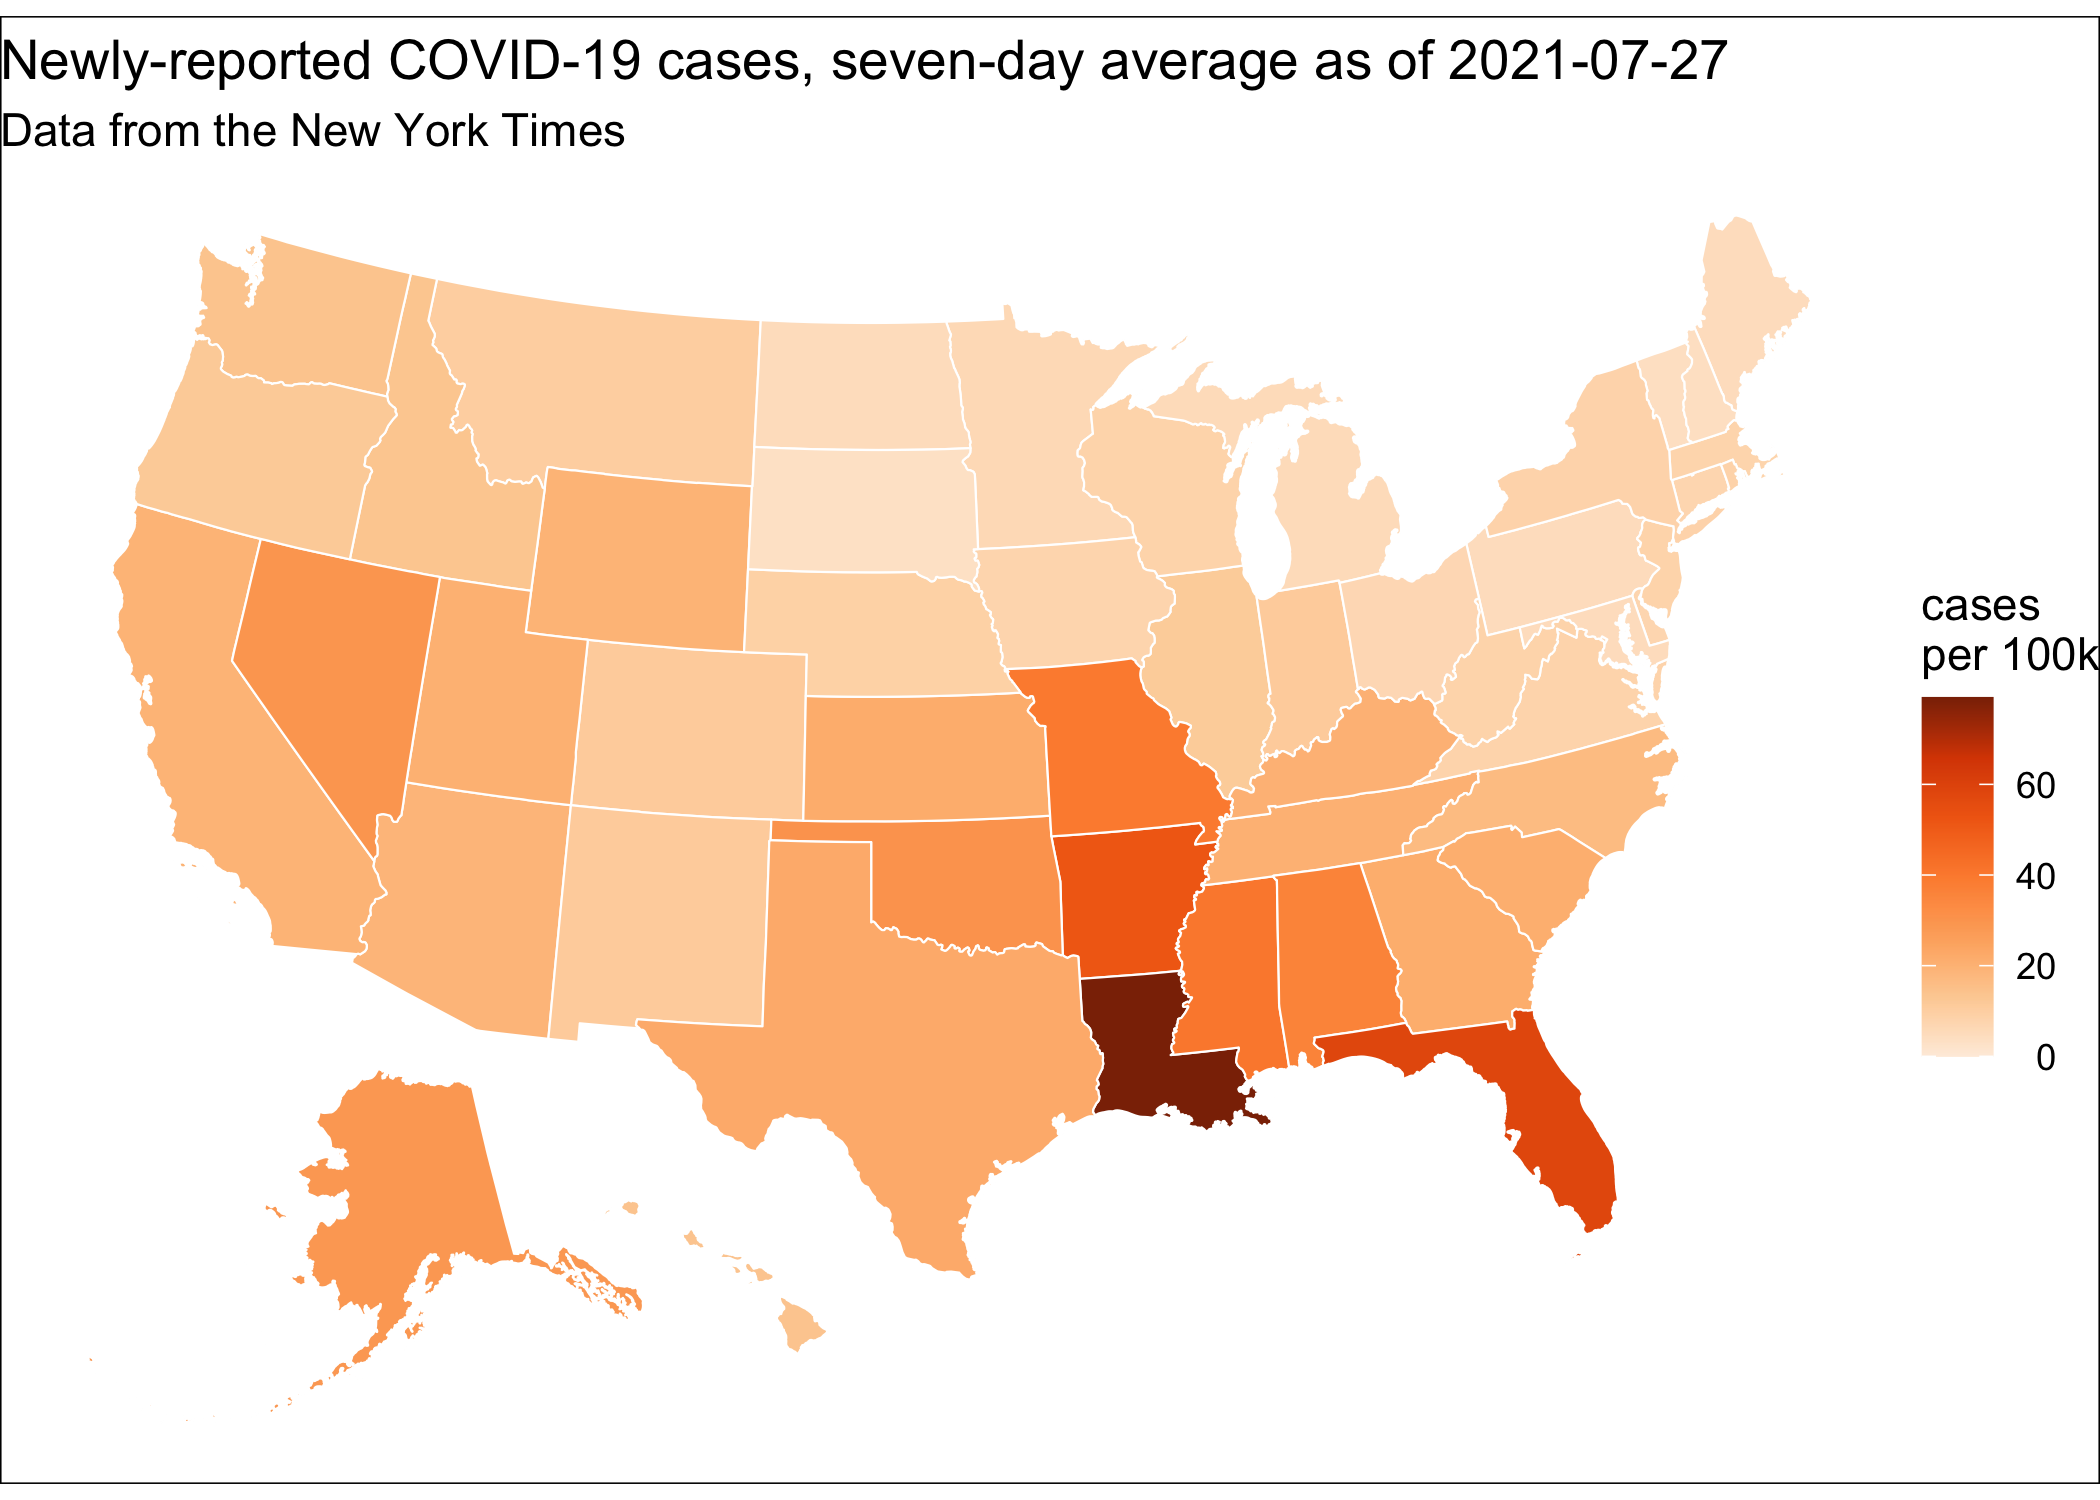 Newly-reported COVID-19 cases, seven-day average as of 2021-07-27
Data from the New York Times
cases
per 100k
60
40
20
0